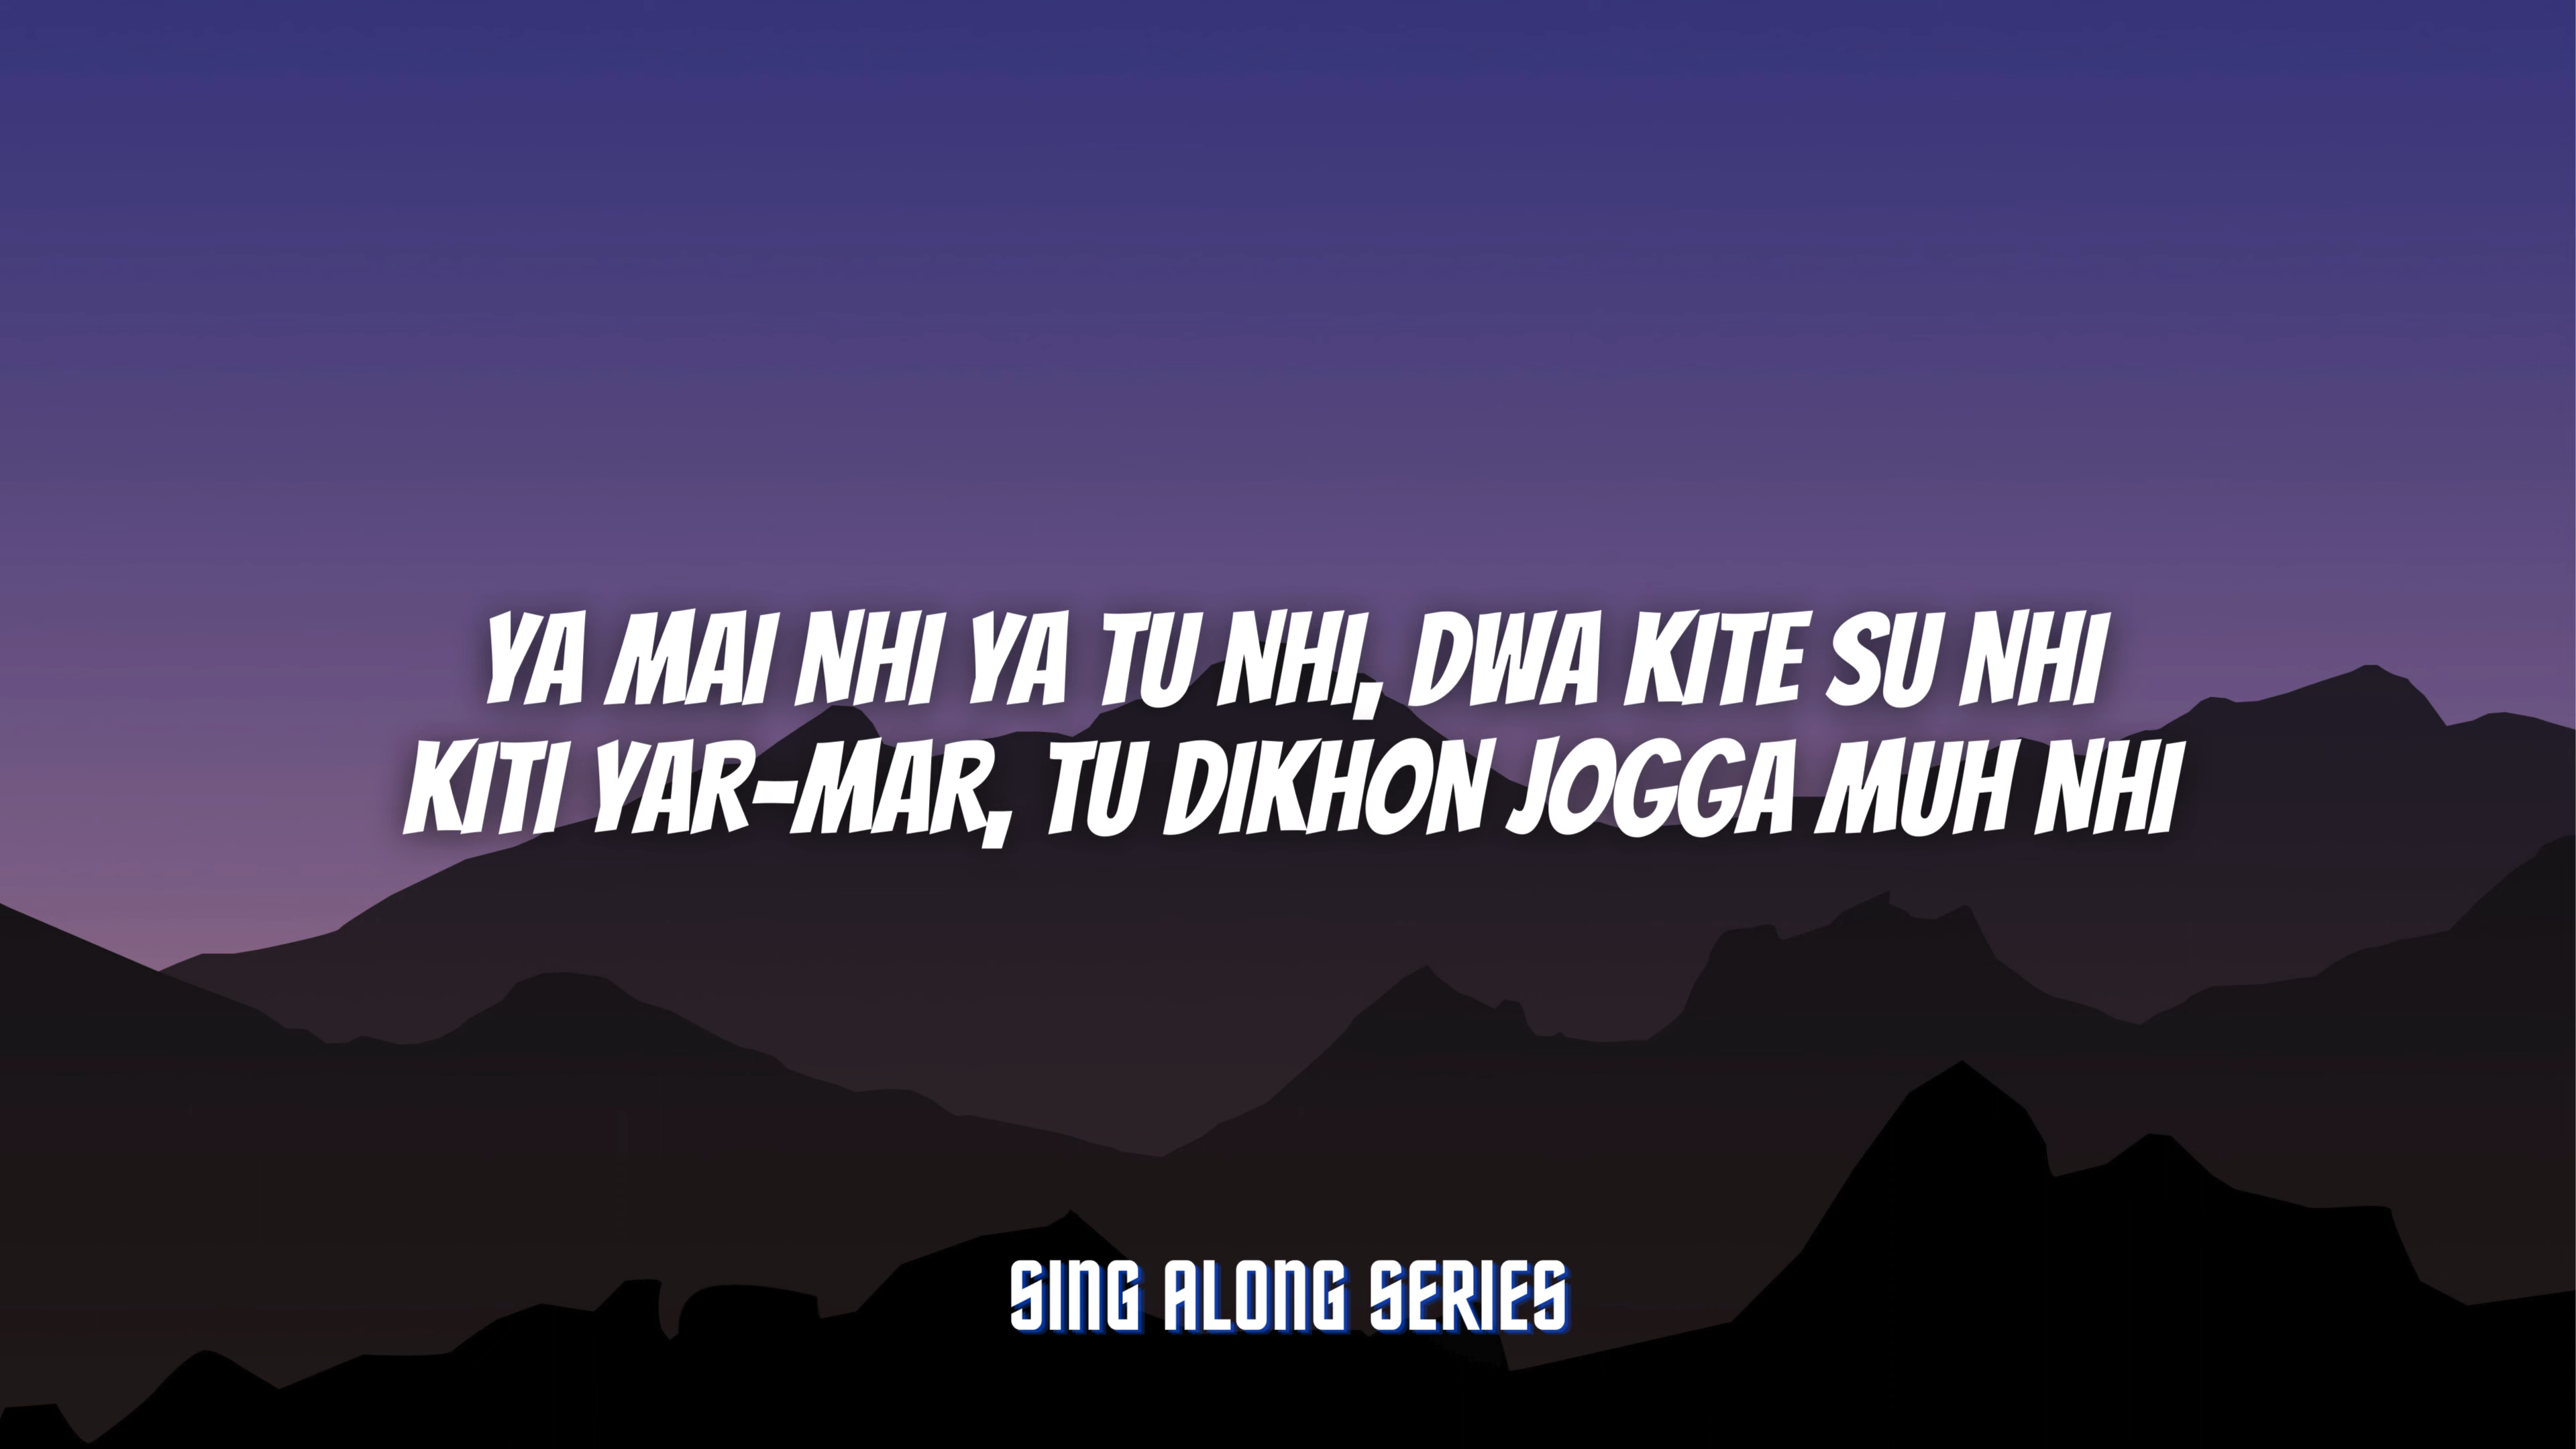 YA MAI NHI YA TU NHI, DWA KITE SU NHI
KITI YAR-MAR, TU DIKHON JOGGA MUH NHI
SING ALONG SERIES